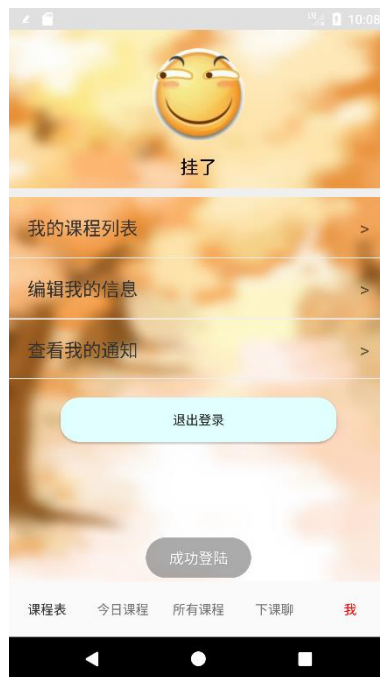 10:08
挂了
我的课程列表 >
编辑我的信息 >
查看我的通知 >
退出登录
成功登陆
课程表 今日课程 所有课程 下课聊 我